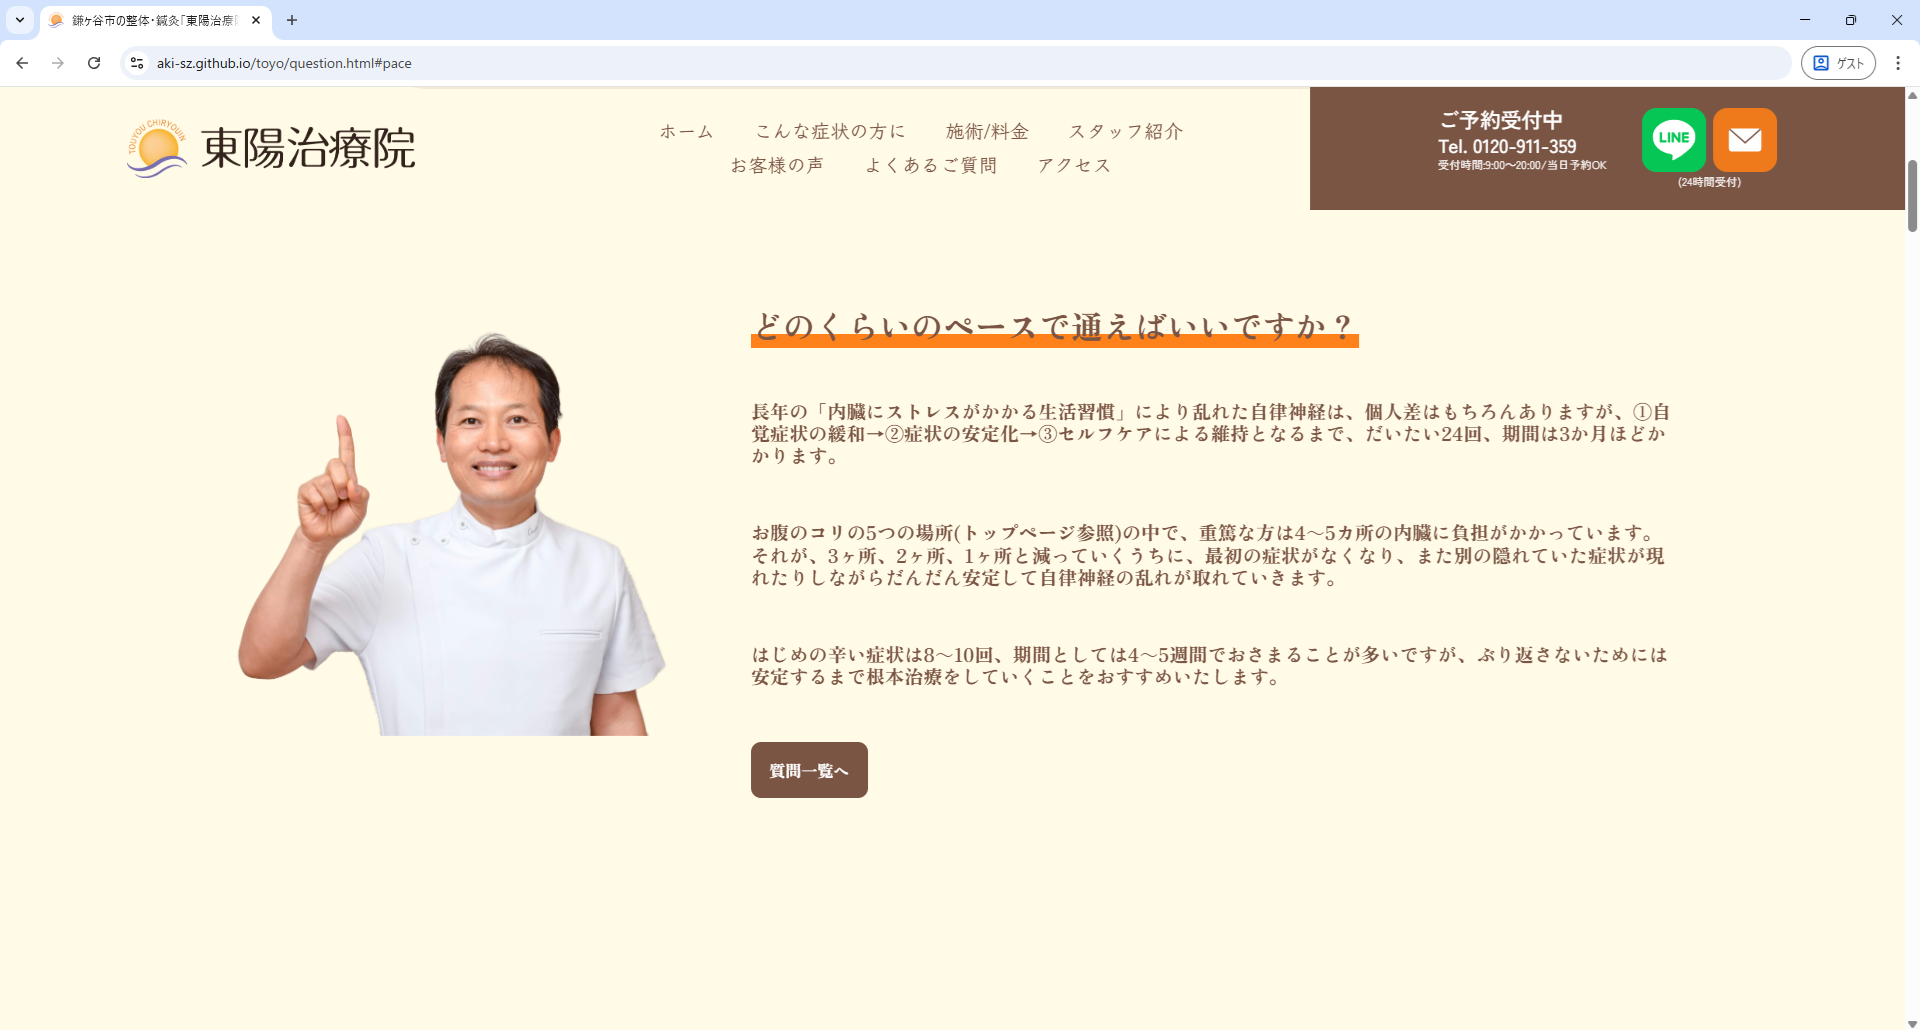 鎌ヶ谷市の整体・鍼灸「東陽治療
aki-sz.github.io/toyo/question.html#pace
ゲスト
TOUYOU CHIRYOUIN
東陽治療院
ホーム こんな症状の方に 施術/料金 スタッフ紹介
お客様の声 よくあるご質問 アクセス
ご予約受付中
Tel. 0120-911-359
受付時間:9:00〜20:00/当日予約OK
LINE
(24時間受付)
どのくらいのペースで通えばいいですか？
長年の「内臓にストレスがかかる生活習慣」により乱れた自律神経は、個人差はもちろんありますが、①自
覚症状の緩和→②症状の安定化→③セルフケアによる維持となるまで、だいたい24回、期間は3か月ほどか
かります。
お腹のコリの5つの場所(トップページ参照)の中で、重篤な方は4〜5カ所の内臓に負担がかかっています。
それが、3ヶ所、2ヶ所、1ヶ所と減っていくうちに、最初の症状がなくなり、また別の隠れていた症状が現
れたりしながらだんだん安定して自律神経の乱れが取れていきます。
はじめの辛い症状は8〜10回、期間としては4〜5週間でおさまることが多いですが、ぶり返さないためには
安定するまで根本治療をしていくことをおすすめいたします。
質問一覧へ